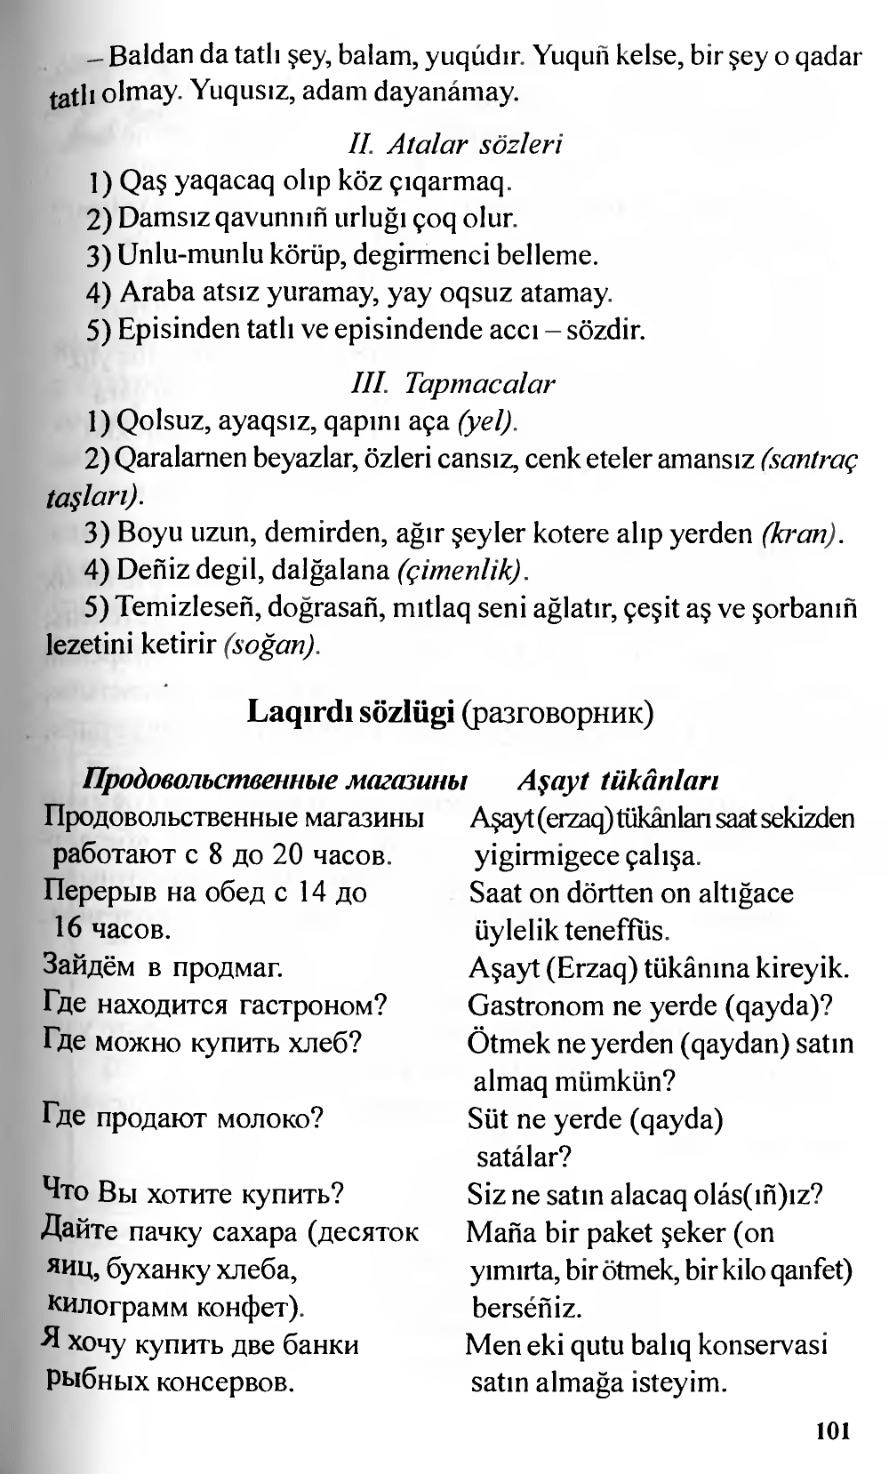 – Baldan da tatlı şey, balam, yuqúdır. Yuquñ kelse, bir şey o qadar
tatlı olmay. Yuqusız, adam dayanámay.
II. Atalar sözleri
1) Qaş yaqacaq olıp köz çıqarmaq.
2) Damsız qavunnıñ urluğı çoq olur.
3) Unlu-munlu körüp, degirmenci belleme.
4) Araba atsız yuramay, yay oqsuz atamay.
5) Episinden tatlı ve episindende accı – sözdir.
III. Tapmacalar
1) Qolsuz, ayaqsız, qapını aça (yel).
2) Qaralarnen beyazlar, özleri cansız, cenk eteler amansız (santraç
taşları).
3) Boyu uzun, demirden, ağır şeyler kotere alıp yerden (kran).
4) Deñiz degil, dalğalana (çimenlik).
5) Temizleseñ, doğrasañ, mıtlaq seni ağlatır, çeşit aş ve şorbanıñ
lezetini ketirir (soğan).
Laqırdı sözlügi (разговорник)
Продовольственные магазины Aşayt tükânları
Продовольственные магазины Aşayt (erzaq) tükânları saat sekizden
работают с 8 до 20 часов. yigirmigece çalışa.
Перерыв на обед с 14 до Saat on dörtten on altığace
16 часов. üylelik teneffüs.
Зайдём в продмаг. Aşayt (Erzaq) tükânına kireyik.
Где находится гастроном? Gastronom ne yerde (qayda)?
Где можно купить хлеб? Ötmek ne yerden (qaydan) satın
almaq mümkün?
Где продают молоко? Süt ne yerde (qayda)
satálar?
Что Вы хотите купить? Siz ne satın alacaq olás(ıñ)ız?
Дайте пачку сахара (десяток Maña bir paket şeker (on
яиц, буханку хлеба, yımırta, bir ötmek, bir kilo qanfet)
килограмм конфет). berséñiz.
Я хочу купить две банки Men eki qutu balıq konservasi
рыбных консервов. satın almağa isteyim.
101